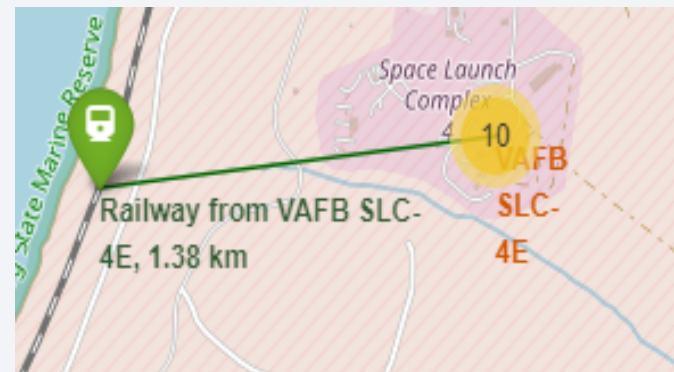 g State Marine Reserve
Space Launch
Complex
4
10
VAFB
SLC-
4E
Railway from VAFB SLC-
4E, 1.38 km